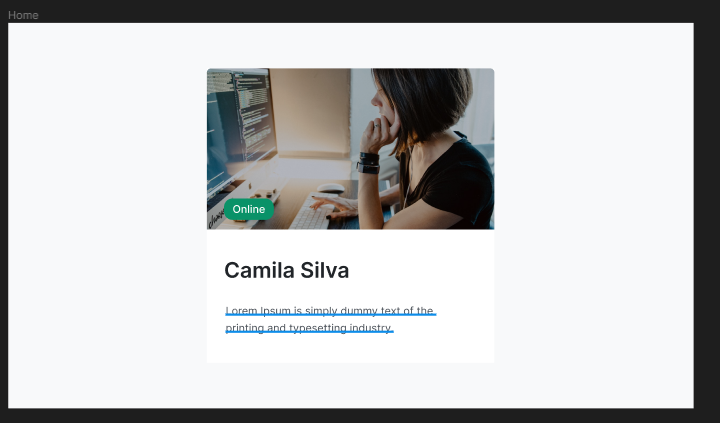 Home
Online
Camila Silva
Lorem Ipsum is simply dummy text of the
printing and typesetting industry.